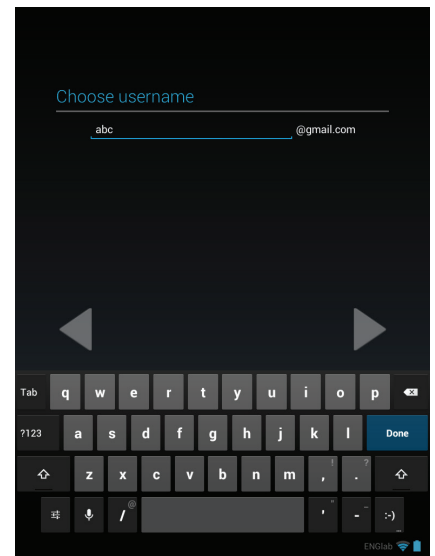 Choose username
abc @gmail.com
Tab q w e r t y u i o p
?123 a s d f g h j k l Done
z x c v b n m , ! . ?
/ @ ' " - _ :-)
ENGlab